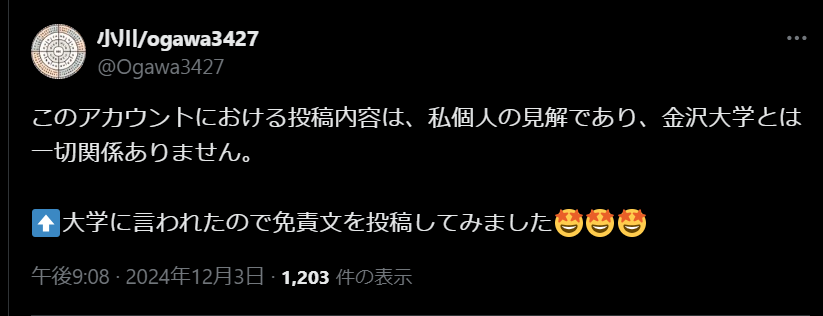 小川/ogawa3427
@Ogawa3427
このアカウントにおける投稿内容は、私個人の見解であり、金沢大学とは
一切関係ありません。
⬆️大学に言われたので免責文を投稿してみました🤩🤩🤩
午後9:08 · 2024年12月3日 · 1,203 件の表示